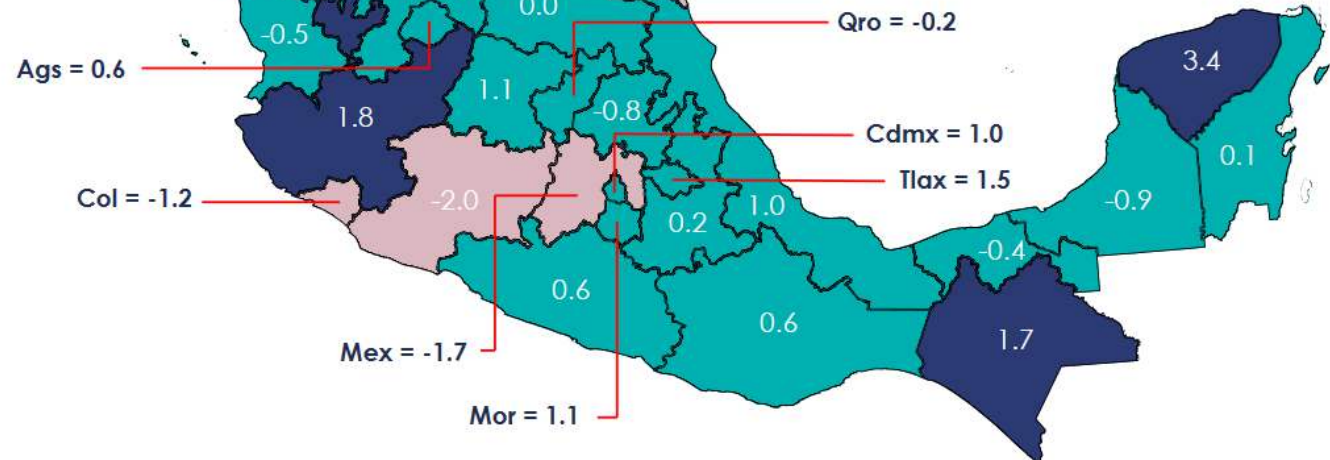 0.0
Qro = -0.2
-0.5
Ags = 0.6
3.4
1.1
1.8
-0.8
Cdmx = 1.0
0.1
Tlax = 1.5
Col = -1.2
-2.0
1.0
-0.9
0.2
-0.4
0.6
0.6
1.7
Mex = -1.7
Mor = 1.1